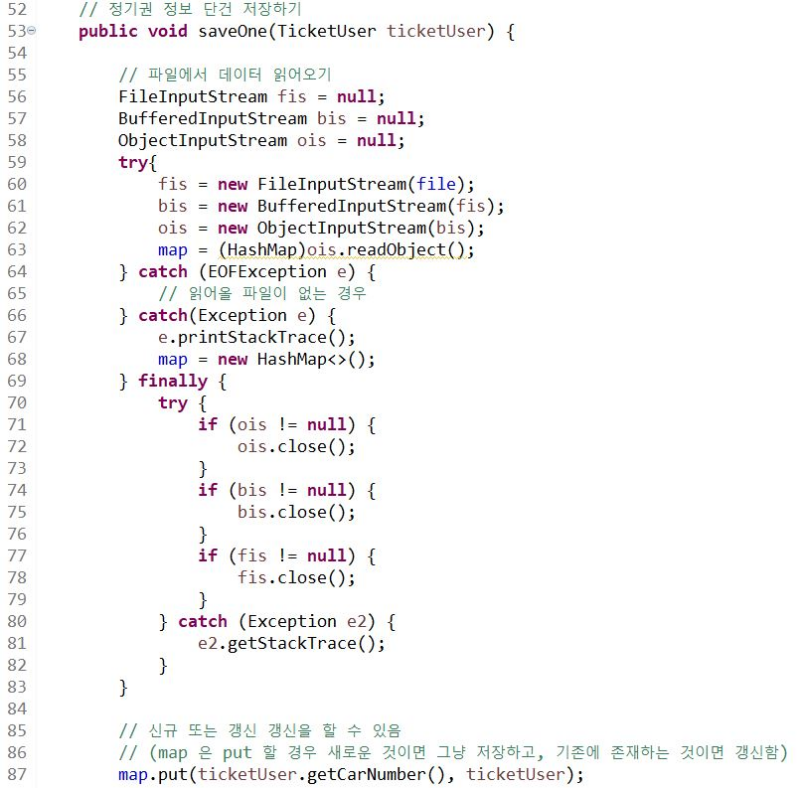 52 // 정기권 정보 단건 저장하기
53 public void saveOne(TicketUser ticketUser) {
54
55 // 파일에서 데이터 읽어오기
56 FileInputStream fis = null;
57 BufferedInputStream bis = null;
58 ObjectInputStream ois = null;
59 try{
60 fis = new FileInputStream(file);
61 bis = new BufferedInputStream(fis);
62 ois = new ObjectInputStream(bis);
63 map = (HashMap)ois.readObject();
64 } catch (EOFException e) {
65 // 읽어올 파일이 없는 경우
66 } catch(Exception e) {
67 e.printStackTrace();
68 map = new HashMap<>();
69 } finally {
70 try {
71 if (ois != null) {
72 ois.close();
73 }
74 if (bis != null) {
75 bis.close();
76 }
77 if (fis != null) {
78 fis.close();
79 }
80 } catch (Exception e2) {
81 e2.getStackTrace();
82 }
83 }
84
85 // 신규 또는 갱신 갱신을 할 수 있음
86 // (map 은 put 할 경우 새로운 것이면 그냥 저장하고, 기존에 존재하는 것이면 갱신함)
87 map.put(ticketUser.getCarNumber(), ticketUser);